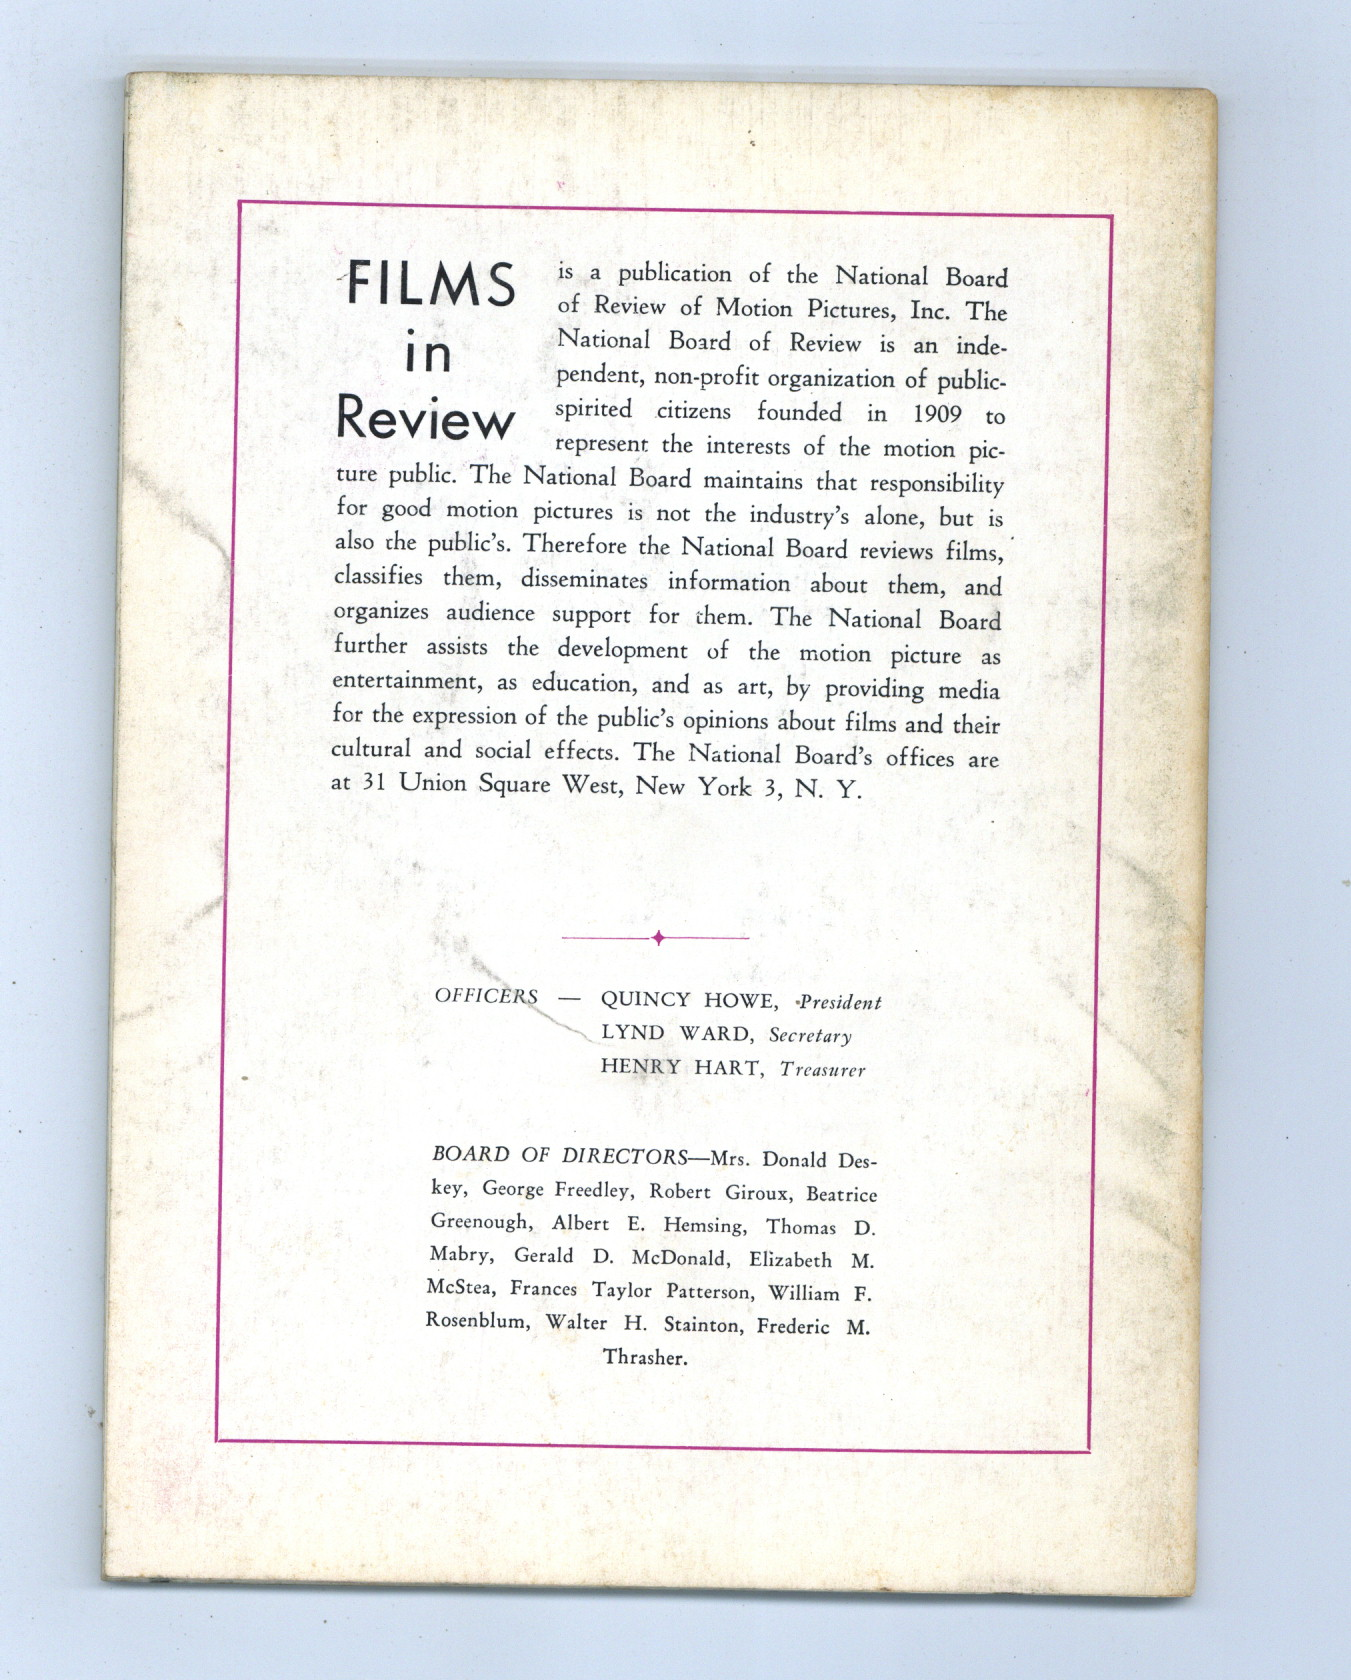 FILMS
in
Review
is a publication of the National Board
of Review of Motion Pictures, Inc. The
National Board of Review is an inde-
pendent, non-profit organization of public-
spirited citizens founded in 1909 to
represent the interests of the motion pic-
ture public. The National Board maintains that responsibility
for good motion pictures is not the industry's alone, but is
also the public's. Therefore the National Board reviews films,
classifies them, disseminates information about them, and
organizes audience support for them. The National Board
further assists the development of the motion picture as
entertainment, as education, and as art, by providing media
for the expression of the public's opinions about films and their
cultural and social effects. The National Board's offices are
at 31 Union Square West, New York 3, N. Y.
OFFICERS — QUINCY HOWE, President
LYND WARD, Secretary
HENRY HART, Treasurer
BOARD OF DIRECTORS—Mrs. Donald Des-
key, George Freedley, Robert Giroux, Beatrice
Greenough, Albert E. Hemsing, Thomas D.
Mabry, Gerald D. McDonald, Elizabeth M.
McStea, Frances Taylor Patterson, William F.
Rosenblum, Walter H. Stainton, Frederic M.
Thrasher.